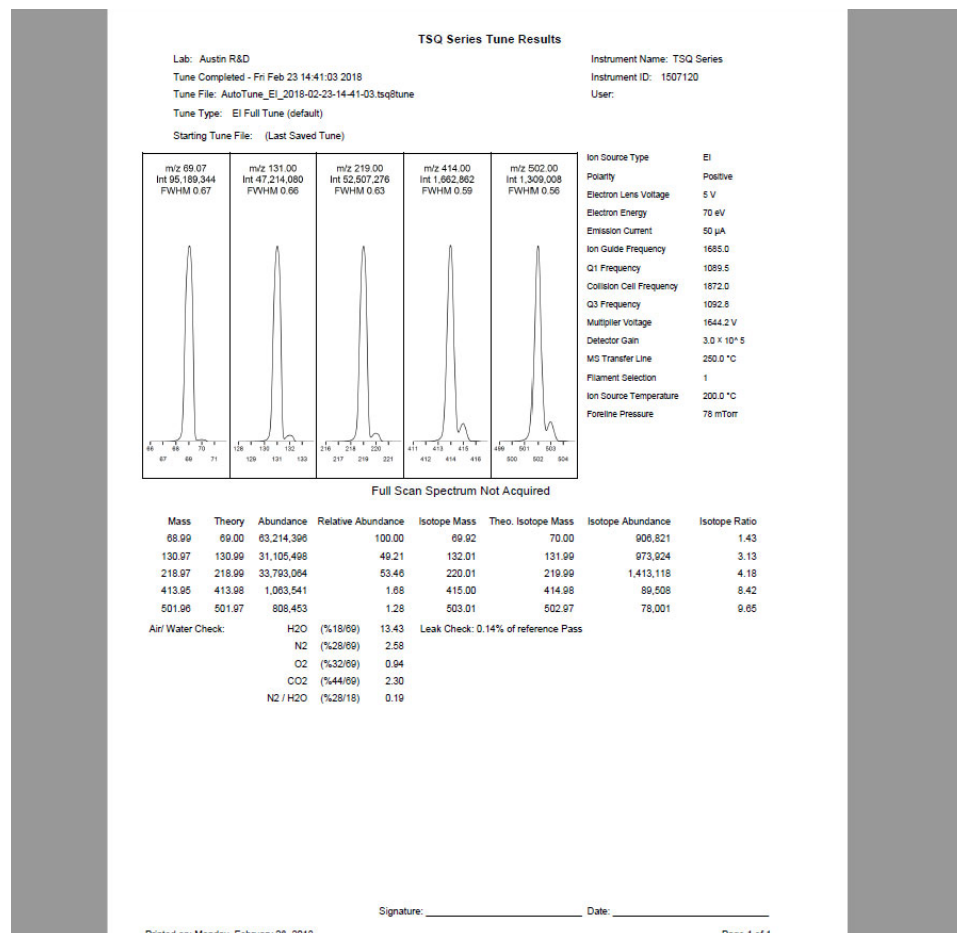 TSQ Series Tune Results
Lab: Austin R&D
Instrument Name: TSQ Series
Tune Completed - Fri Feb 23 14:41:03 2018
Instrument ID: 1507120
Tune File: AutoTune_EI_2018-02-23-14-41-03.tsq8tune
User:
Tune Type: EI Full Tune (default)
Starting Tune File: (Last Saved Tune)
m/z 69.07
Int 95,189,344
FWHM 0.67
66 68 70
67 69 71
m/z 131.00
Int 47,214,080
FWHM 0.66
128 130 132
129 131 133
m/z 219.00
Int 52,507,276
FWHM 0.63
216 218 220
217 219 221
m/z 414.00
Int 1,662,862
FWHM 0.59
411 413 415
412 414 416
m/z 502.00
Int 1,309,008
FWHM 0.56
499 501 503
500 502 504
Ion Source Type EI
Polarity Positive
Electron Lens Voltage 5 V
Electron Energy 70 eV
Emission Current 50 µA
Ion Guide Frequency 1685.0
Q1 Frequency 1089.5
Collision Cell Frequency 1872.0
Q3 Frequency 1092.8
Multiplier Voltage 1644.2 V
Detector Gain 3.0 X 10^ 5
MS Transfer Line 250.0 °C
Filament Selection 1
Ion Source Temperature 200.0 °C
Foreline Pressure 78 mTorr
Full Scan Spectrum Not Acquired
Mass Theory Abundance Relative Abundance Isotope Mass Theo. Isotope Mass Isotope Abundance Isotope Ratio
68.99 69.00 63,214,396 100.00 69.92 70.00 906,821 1.43
130.97 130.99 31,105,498 49.21 132.01 131.99 973,924 3.13
218.97 218.99 33,793,064 53.46 220.01 219.99 1,413,118 4.18
413.95 413.98 1,063,541 1.68 415.00 414.98 89,508 8.42
501.96 501.97 808,453 1.28 503.01 502.97 78,001 9.65
Air/ Water Check: H2O (%18/69) 13.43 Leak Check: 0.14% of reference Pass
N2 (%28/69) 2.58
O2 (%32/69) 0.94
CO2 (%44/69) 2.30
N2 / H2O (%28/18) 0.19
Signature: Date:
Printed on: Monday, February 26, 2018
Page 1 of 1